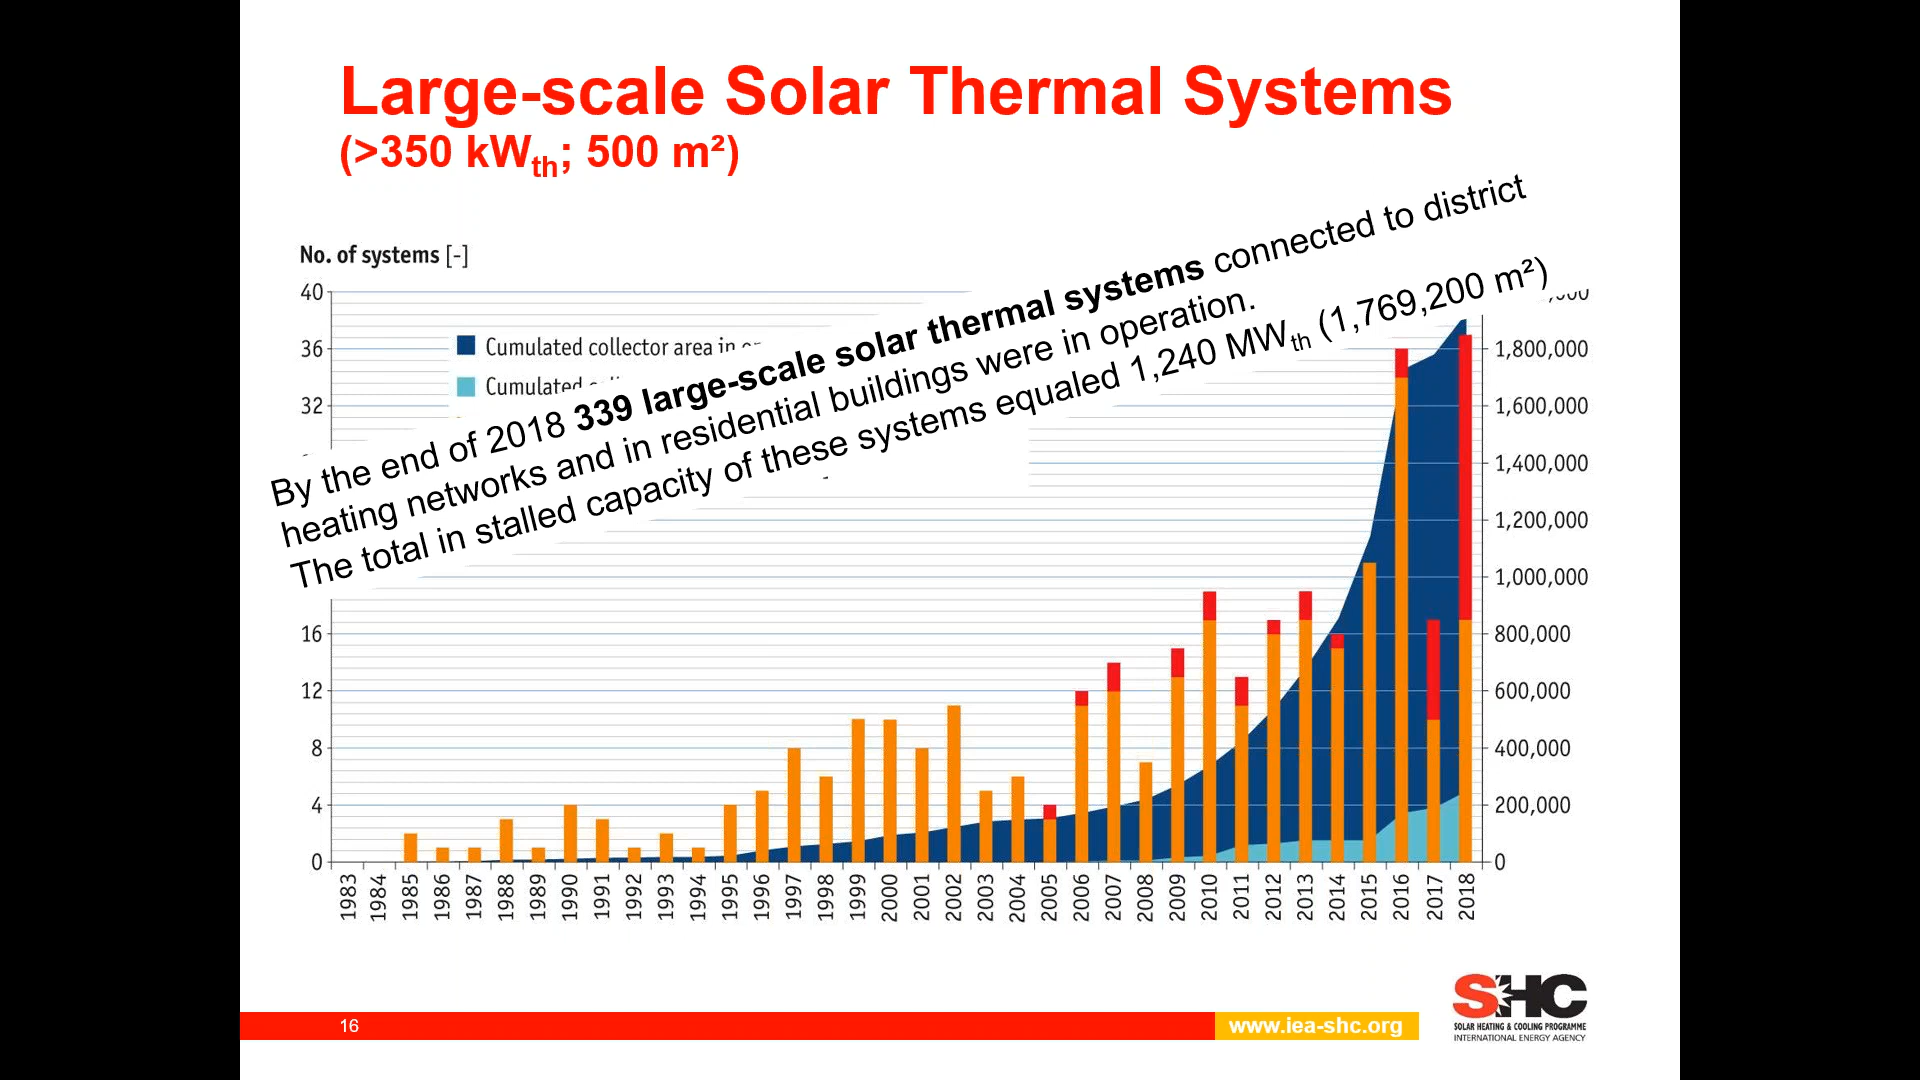 Large-scale Solar Thermal Systems
(>350 kWth; 500 m²)
No. of systems [-]
By the end of 2018 339 large-scale solar thermal systems connected to district
heating networks and in residential buildings were in operation.
The total in stalled capacity of these systems equaled 1,240 MWth (1,769,200 m²)
Cumulated collector area in
Cumulated
40
36
32
16
12
8
4
0
1,800,000
1,600,000
1,400,000
1,200,000
1,000,000
800,000
600,000
400,000
200,000
0
1983 1984 1985 1986 1987 1988 1989 1990 1991 1992 1993 1994 1995 1996 1997 1998 1999 2000 2001 2002 2003 2004 2005 2006 2007 2008 2009 2010 2011 2012 2013 2014 2015 2016 2017 2018
16
www.iea-shc.org
SHC
SOLAR HEATING & COOLING PROGRAMME
INTERNATIONAL ENERGY AGENCY